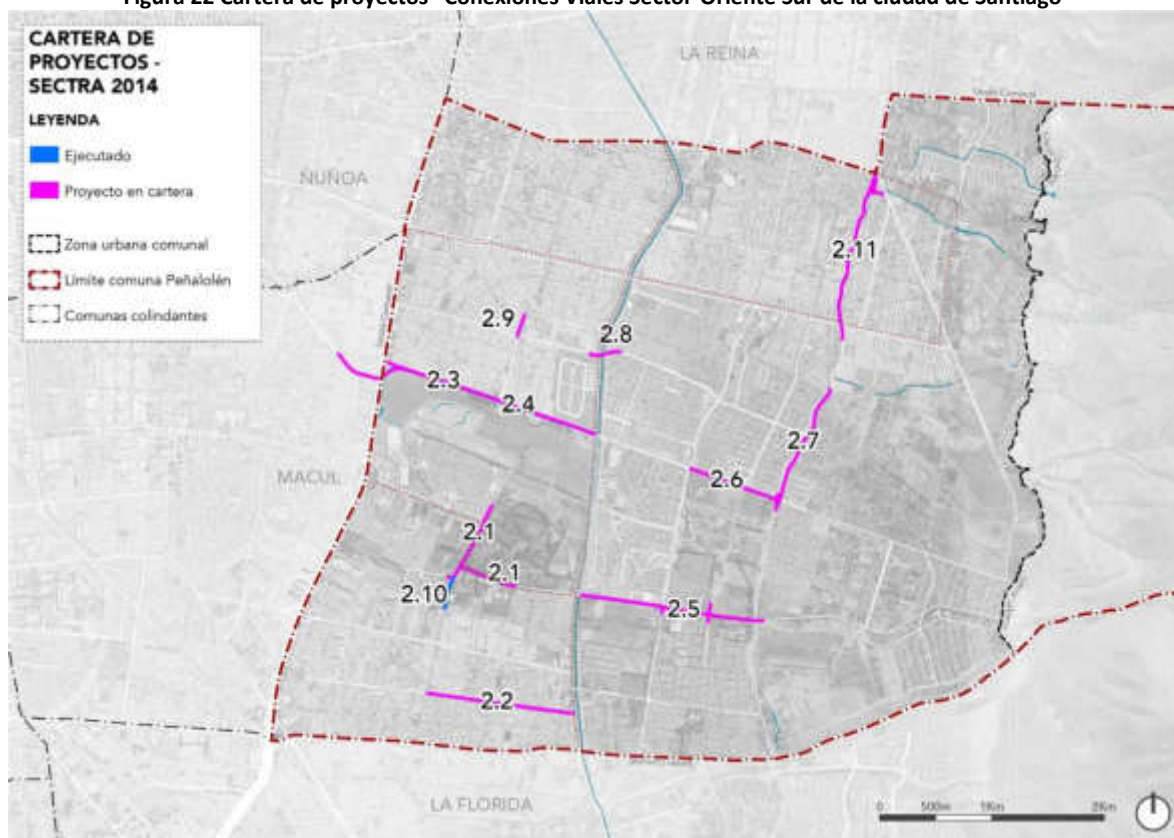 Figura 22 Cartera de proyectos "Conexiones Viales Sector Oriente Sur de la ciudad de Santiago"
CARTERA DE
PROYECTOS -
SECTRA 2014
LEYENDA
Ejecutado
Proyecto en cartera
Zona urbana comunal
Límite comuna Peñalolén
Comunas colindantes
LA REINA
ÑUÑOA
2.11
2.9
2.8
2.3
2.4
2.7
MACUL
2.6
2.1
2.1
2.10
2.5
2.2
LA FLORIDA
0
500m
1Km
2Km